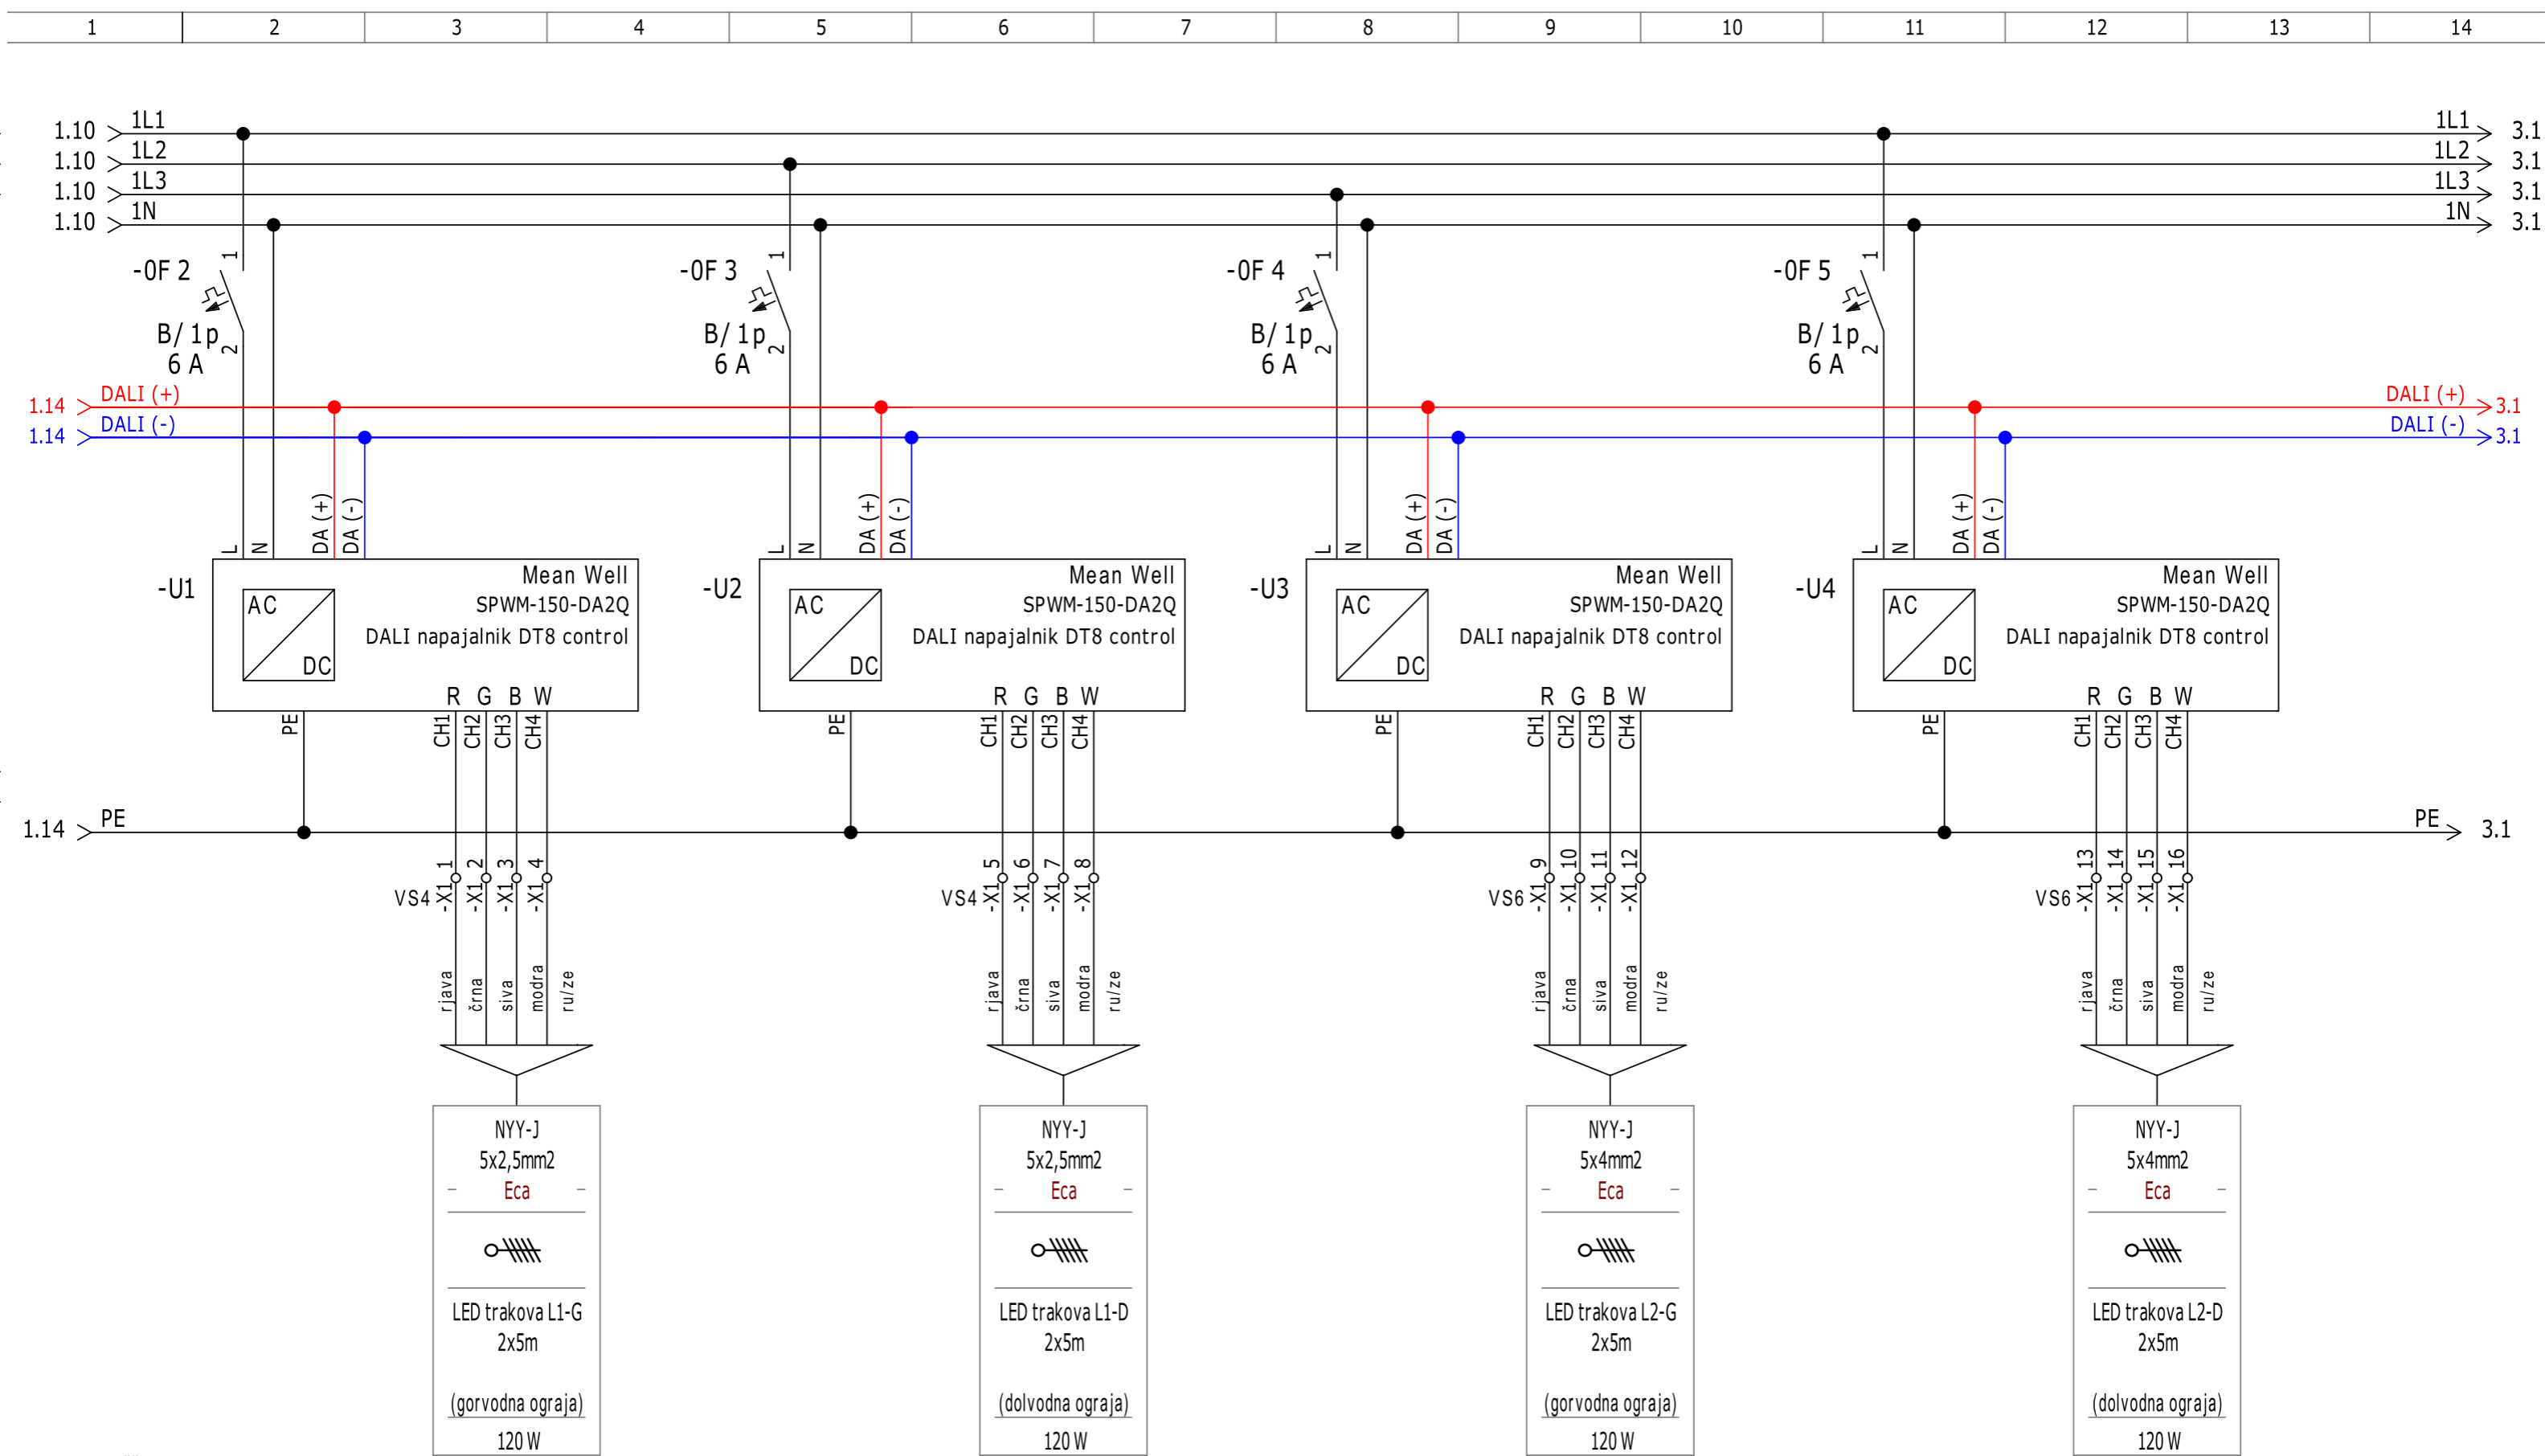 1 2 3 4 5 6 7 8 9 10 11 12 13 14
1.10 1L1 1L1 3.1
1.10 1L2 1L2 3.1
1.10 1L3 1L3 3.1
1.10 1N 1N 3.1
-0F 2 1 -0F 3 1 -0F 4 1 -0F 5 1
B/ 1p 2 B/ 1p 2 B/ 1p 2 B/ 1p 2
6 A 6 A 6 A 6 A
1.14 DALI (+) DALI (+) 3.1
1.14 DALI (-) DALI (-) 3.1
L N DA (+) DA (-) L N DA (+) DA (-) L N DA (+) DA (-) L N DA (+) DA (-)
-U1 AC Mean Well -U2 AC Mean Well -U3 AC Mean Well -U4 AC Mean Well
SPWM-150-DA2Q SPWM-150-DA2Q SPWM-150-DA2Q SPWM-150-DA2Q
DALI napajalnik DT8 control DALI napajalnik DT8 control DALI napajalnik DT8 control DALI napajalnik DT8 control
DC DC DC DC
R G B W R G B W R G B W R G B W
PE CH1 CH2 CH3 CH4 PE CH1 CH2 CH3 CH4 PE CH1 CH2 CH3 CH4 PE CH1 CH2 CH3 CH4
1.14 PE PE 3.1
VS4 -X1 1 -X1 2 -X1 3 -X1 4 VS4 -X1 5 -X1 6 -X1 7 -X1 8 VS6 -X1 9 -X1 10 -X1 11 -X1 12 VS6 -X1 13 -X1 14 -X1 15 -X1 16
rjava črna siva modra ru/ze rjava črna siva modra ru/ze rjava črna siva modra ru/ze rjava črna siva modra ru/ze
NYY-J NYY-J NYY-J NYY-J
5x2,5mm2 5x2,5mm2 5x4mm2 5x4mm2
Eca Eca Eca Eca
LED trakova L1-G LED trakova L1-D LED trakova L2-G LED trakova L2-D
2x5m 2x5m 2x5m 2x5m
(gorvodna ograja) (dolvodna ograja) (gorvodna ograja) (dolvodna ograja)
120 W 120 W 120 W 120 W